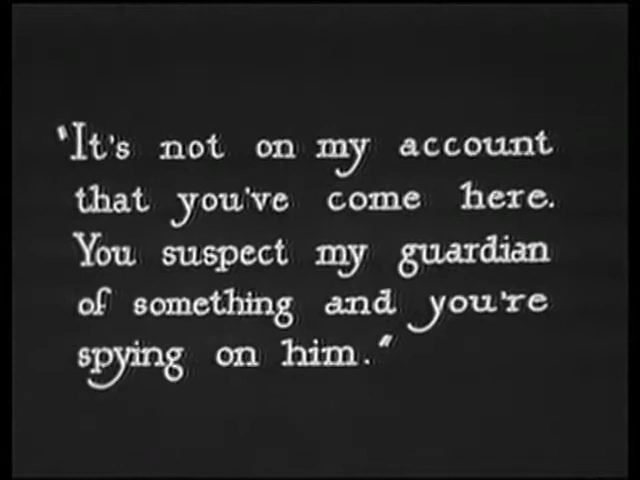 "It's not on my account
that you've come here.
You suspect my guardian
of something and you're
spying on him."